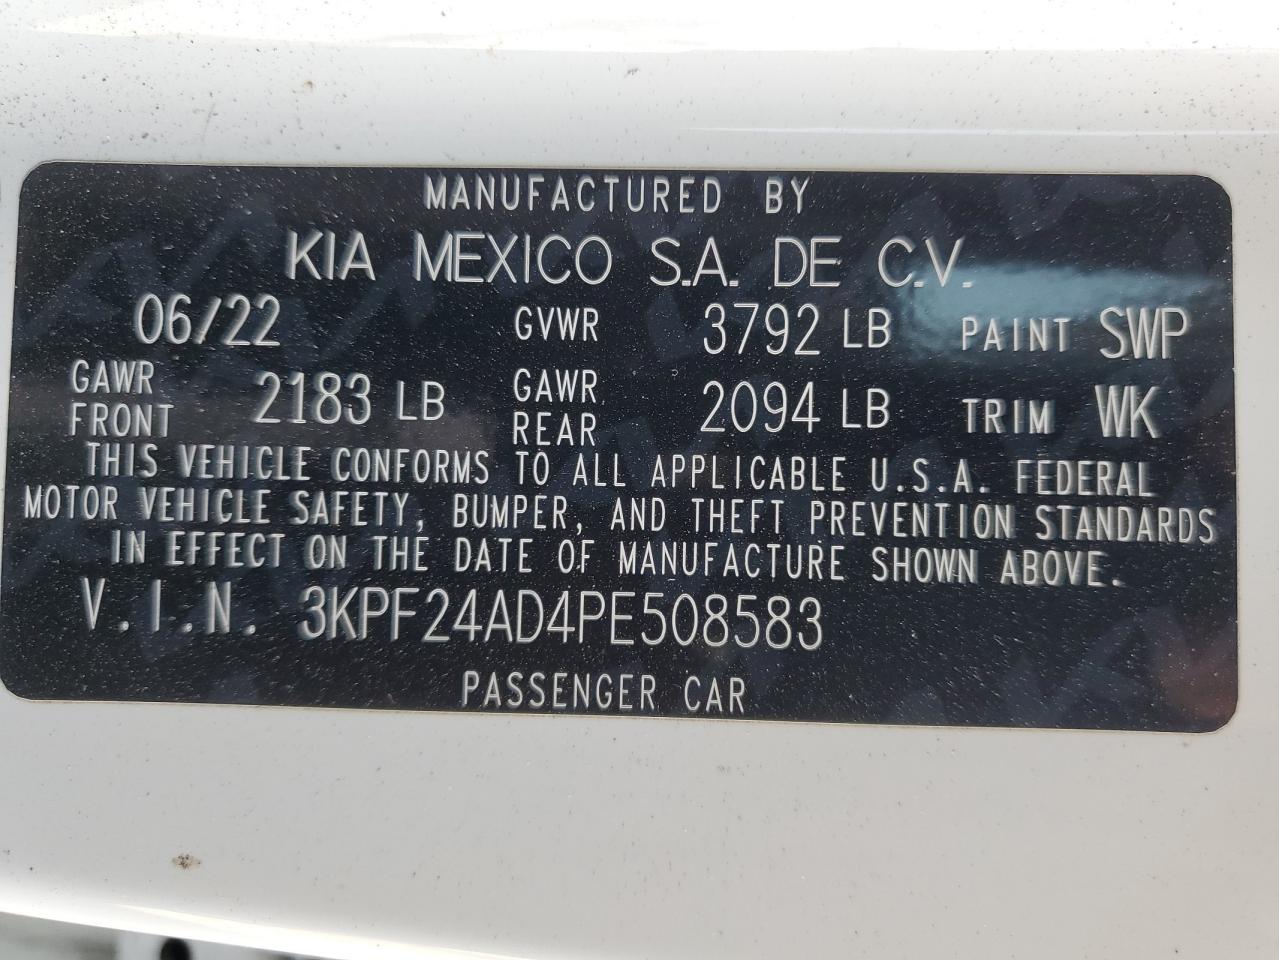 MANUFACTURED BY
KIA MEXICO S.A. DE C.V.
06/22 GVWR 3792 LB PAINT SWP
GAWR FRONT 2183 LB GAWR REAR 2094 LB TRIM WK
THIS VEHICLE CONFORMS TO ALL APPLICABLE U.S.A. FEDERAL
MOTOR VEHICLE SAFETY, BUMPER, AND THEFT PREVENTION STANDARDS
IN EFFECT ON THE DATE OF MANUFACTURE SHOWN ABOVE.
V.I.N. 3KPF24AD4PE508583
PASSENGER CAR